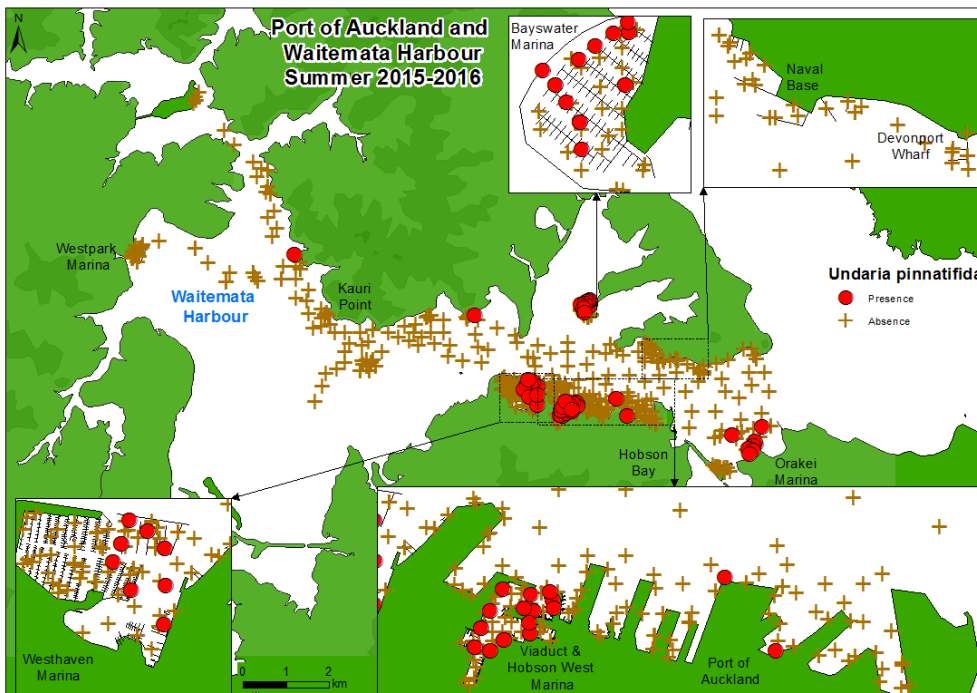 N
Port of Auckland and
Waitemata Harbour
Summer 2015-2016
Bayswater
Marina
Naval
Base
Devonport
Wharf
Westpark
Marina
Waitemata
Harbour
Kauri
Point
Undaria pinnatifida
Presence
Absence
Hobson
Bay
Orakei
Marina
Westhaven
Marina
0 1 2
km
Viaduct &
Hobson West
Marina
Port of
Auckland